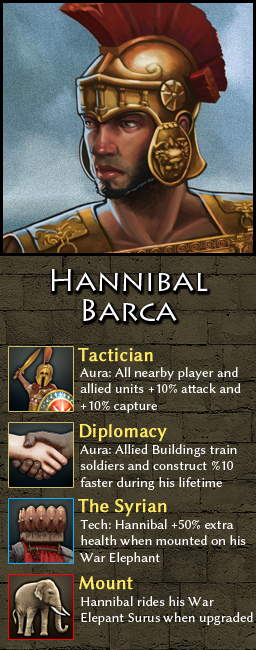 Hannibal
Barca
Tactician
Aura: All nearby player and
allied units +10% attack and
+10% capture
Diplomacy
Aura: Allied Buildings train
soldiers and construct %10
faster during his lifetime
The Syrian
Tech: Hannibal +50% extra
health when mounted on his
War Elephant
Mount
Hannibal rides his War
Elepant Surus when upgraded